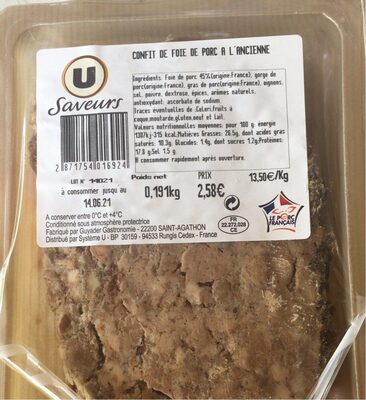 CONFIT DE FOIE DE PORC A L'ANCIENNE
U
Saveurs
Ingrédients: Foie de porc 45%(origine:France), gorge de
porc(origine:France), gras de porc(origine:France), oignons,
sel, poivre, dextrose, épices, arômes naturels,
antioxydant: ascorbate de sodium.
Traces éventuelles de :Celeri,fruits à
coque,moutarde,gluten,oeuf et Lait
Valeurs nutritionnelles moyennes: pour 100 g: énergie
1307kj-315 kcal,Matières grasses: 26.5g, dont acides gras
saturés: 10.3g, Glucides: 1.4g, dont sucres :1.2g,Protéines:
17.8 g,Sel: 1.5 g
A consommer rapidement après ouverture.
2 871754 016924
Lot N° 14021
à consommer jusqu au
14.06.21
Poids net
0,191kg
PRIX
2,58€
13,50€/Kg
A conserver entre 0°C et +4°C
Conditionné sous atmosphère protectrice
Fabriqué par Guyader Gastronomie - 22200 SAINT-AGATHON
Distribué par Système U - BP 30159 - 94533 Rungis Cedex - France
FR
22.272.028
CE
LE PORC
FRANÇAIS